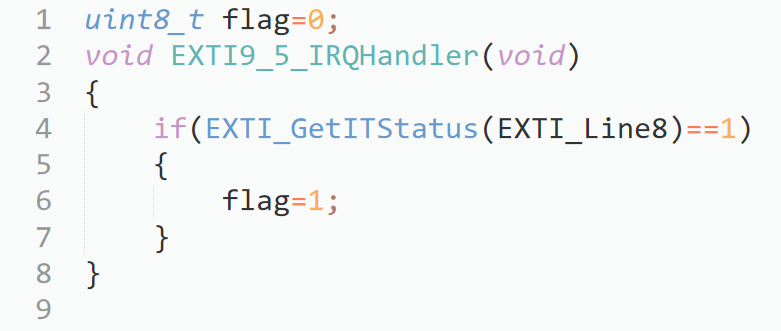 1 uint8_t flag=0;
2 void EXTI9_5_IRQHandler(void)
3 {
4     if(EXTI_GetITStatus(EXTI_Line8)==1)
5     {
6         flag=1;
7     }
8 }
9